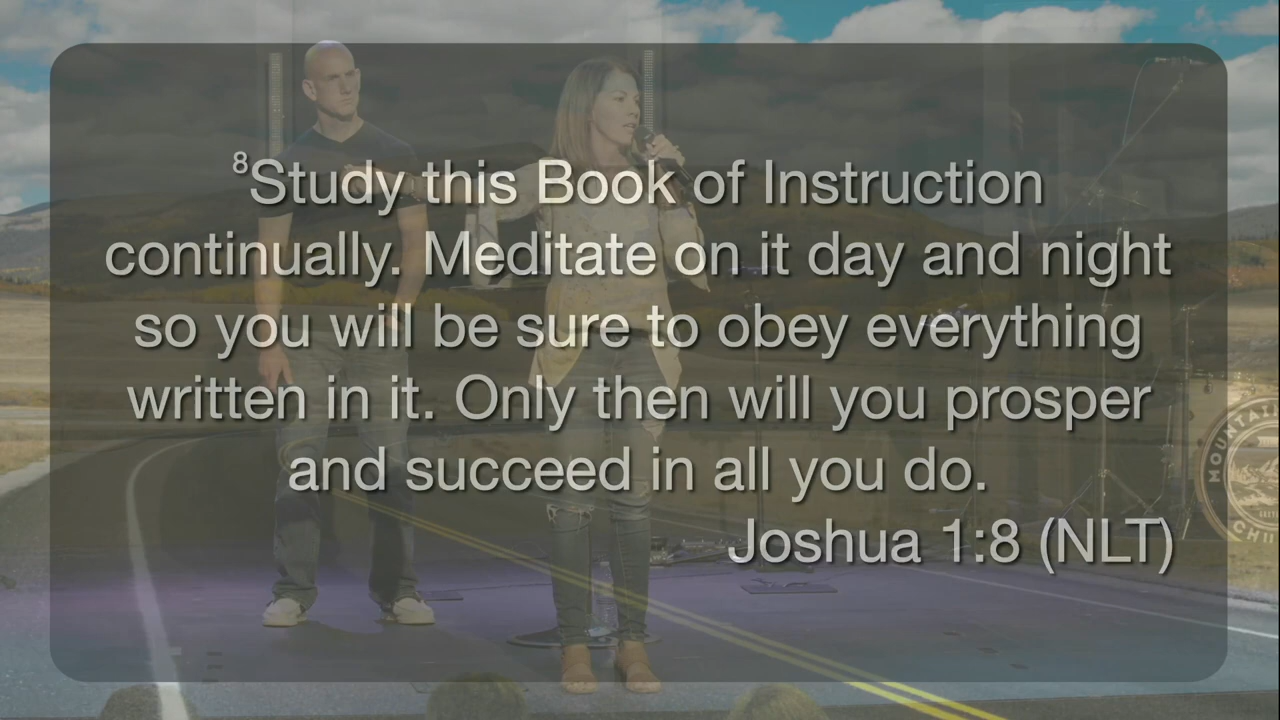 ⁸Study this Book of Instruction
continually. Meditate on it day and night
so you will be sure to obey everything
written in it. Only then will you prosper
and succeed in all you do.
Joshua 1:8 (NLT)